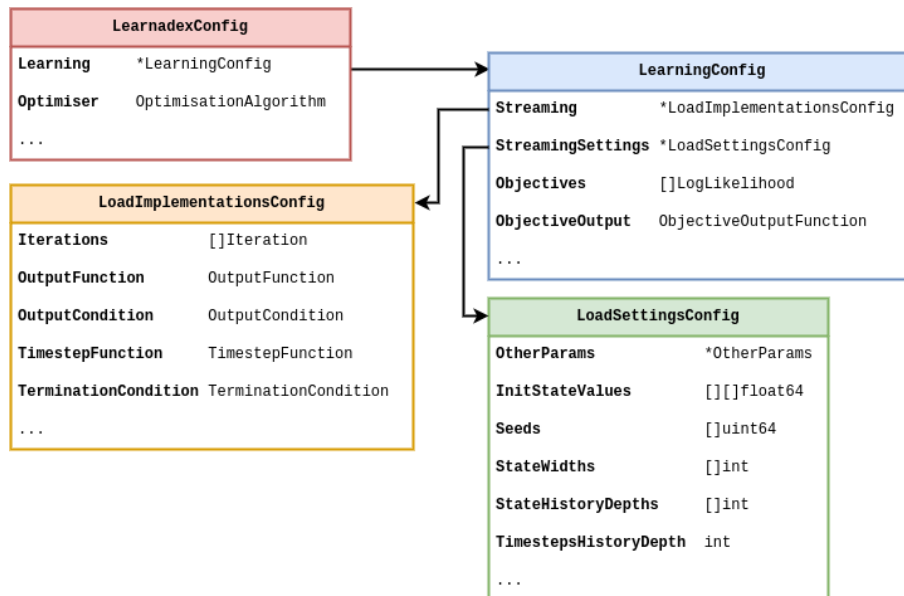 LearnadexConfig
Learning *LearningConfig
Optimiser OptimisationAlgorithm
...
LearningConfig
Streaming *LoadImplementationsConfig
StreamingSettings *LoadSettingsConfig
Objectives []LogLikelihood
ObjectiveOutput ObjectiveOutputFunction
...
LoadImplementationsConfig
Iterations []Iteration
OutputFunction OutputFunction
OutputCondition OutputCondition
TimestepFunction TimestepFunction
TerminationCondition TerminationCondition
...
LoadSettingsConfig
OtherParams *OtherParams
InitStateValues [][]float64
Seeds []uint64
StateWidths []int
StateHistoryDepths []int
TimestepsHistoryDepth int
...